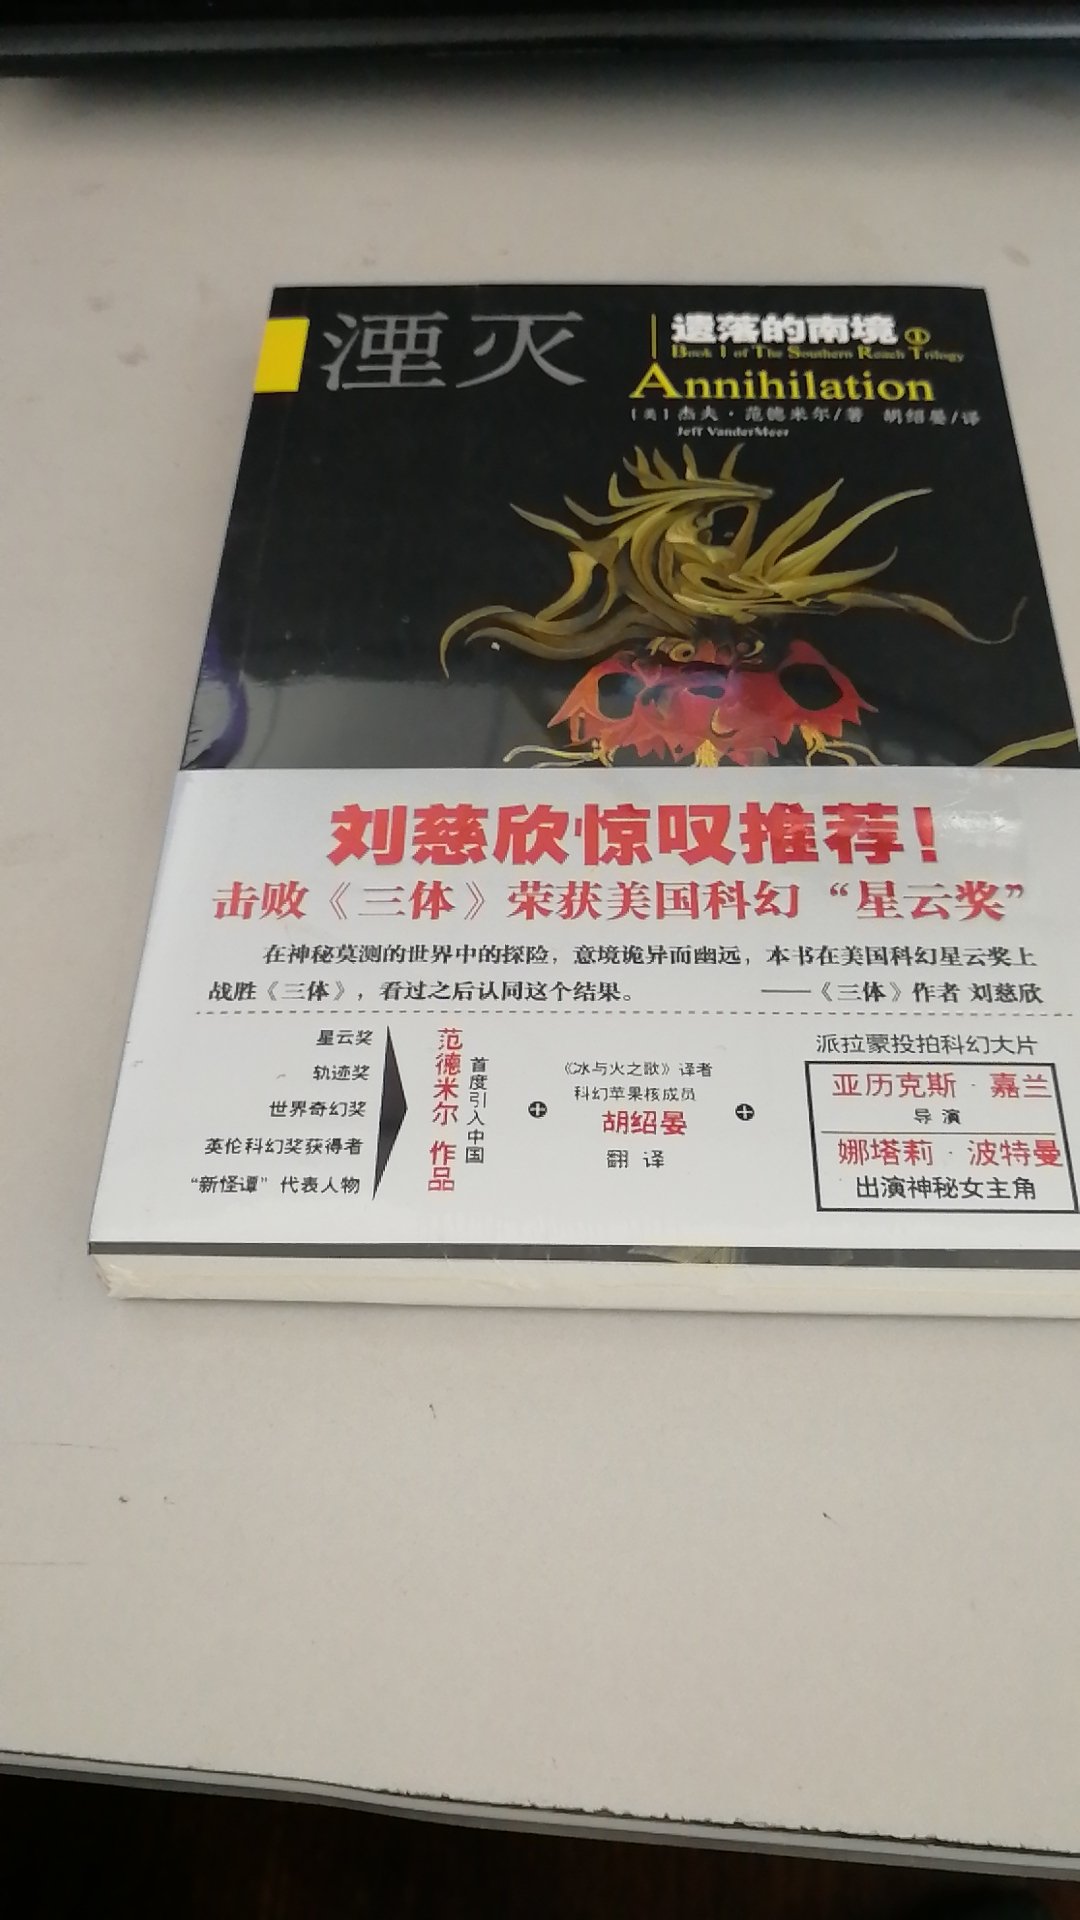 湮灭
遗落的南境①
Book 1 of The Southern Reach Trilogy
Annihilation
[美]杰夫·范德米尔/著 胡绍晏/译
Jeff VanderMeer
刘慈欣惊叹推荐！
击败《三体》荣获美国科幻“星云奖”
在神秘莫测的世界中的探险，意境诡异而幽远，本书在美国科幻星云奖上
战胜《三体》，看过之后认同这个结果。 ——《三体》作者 刘慈欣
星云奖
轨迹奖
世界奇幻奖
英伦科幻奖获得者
“新怪谭”代表人物
范德米尔 作品
首度引入中国
《冰与火之歌》译者
科幻苹果核成员
胡绍晏
翻 译
派拉蒙投拍科幻大片
亚历克斯·嘉兰
导 演
娜塔莉·波特曼
出演神秘女主角